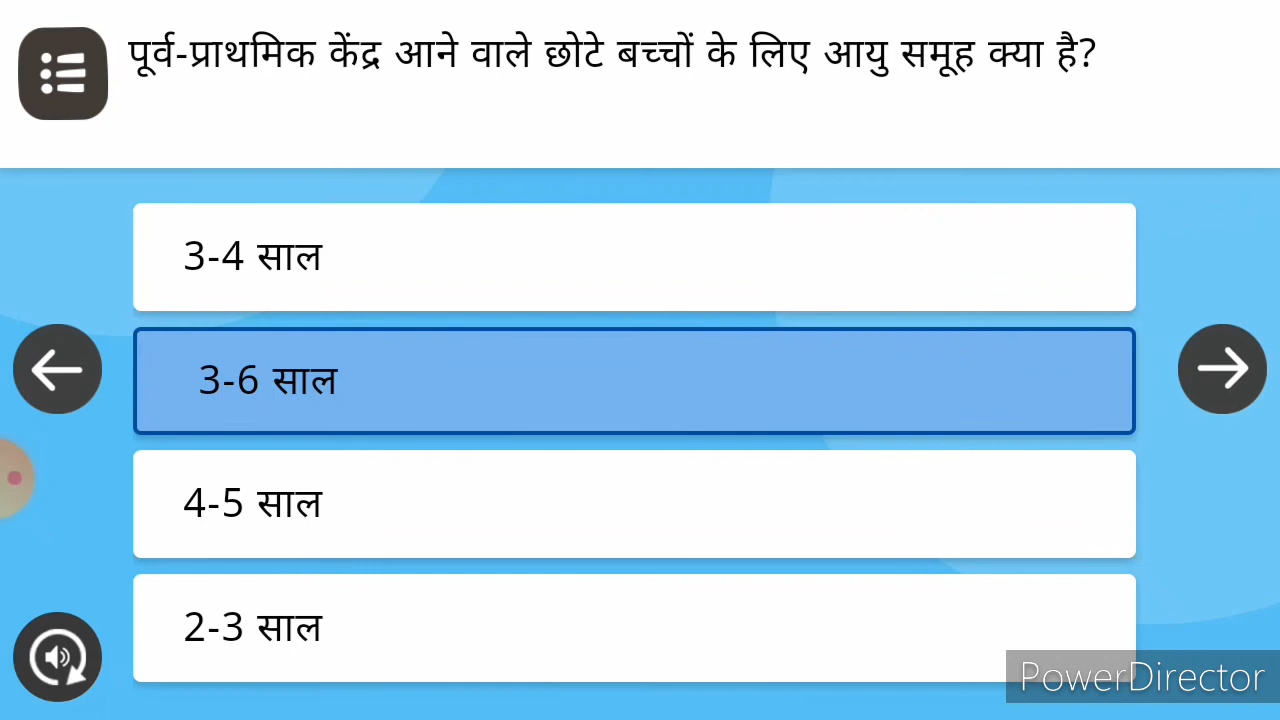 पूर्व-प्राथमिक केंद्र आने वाले छोटे बच्चों के लिए आयु समूह क्या है?
3-4 साल
3-6 साल
4-5 साल
2-3 साल
PowerDirector